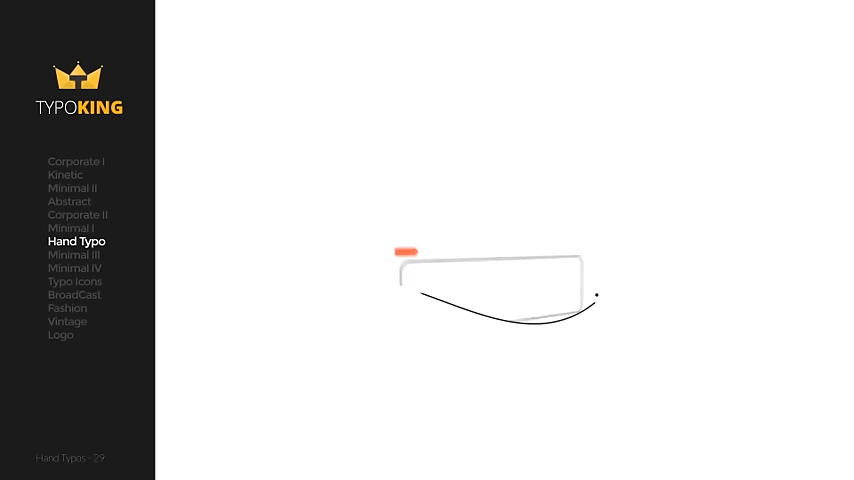 TYPOKING
Corporate I
Kinetic
Minimal II
Abstract
Corporate II
Minimal I
Hand Typo
Minimal III
Minimal IV
Typo Icons
BroadCast
Fashion
Vintage
Logo
Hand Typos - 29